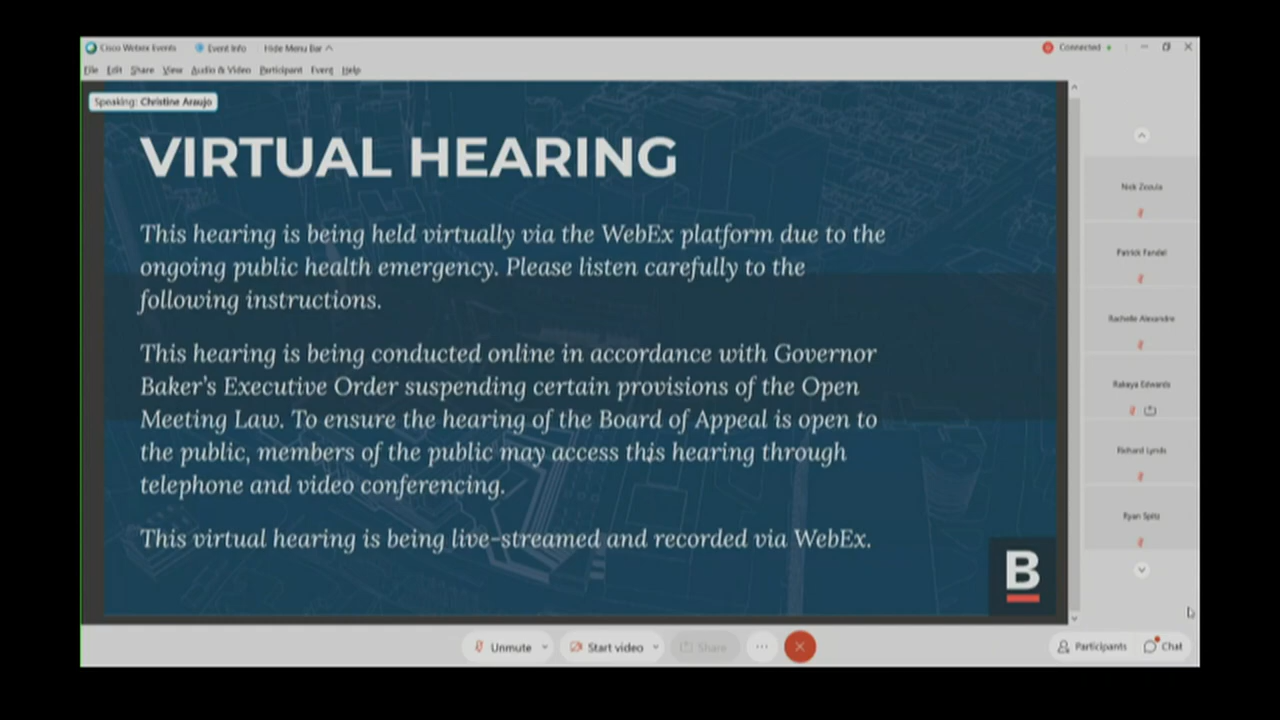 Cisco Webex Events Event Info Hide Menu Bar Connected
File Edit Share View Audio & Video Participant Event Help
Speaking: Christine Araujo
VIRTUAL HEARING
This hearing is being held virtually via the WebEx platform due to the
ongoing public health emergency. Please listen carefully to the
following instructions.
This hearing is being conducted online in accordance with Governor
Baker's Executive Order suspending certain provisions of the Open
Meeting Law. To ensure the hearing of the Board of Appeal is open to
the public, members of the public may access this hearing through
telephone and video conferencing.
This virtual hearing is being live-streamed and recorded via WebEx.
B
Nick Zozula
Patrick Fandel
Rachelle Alexandre
Rakaya Edwards
Richard Lynds
Ryan Spitz
Unmute Start video Share Participants Chat